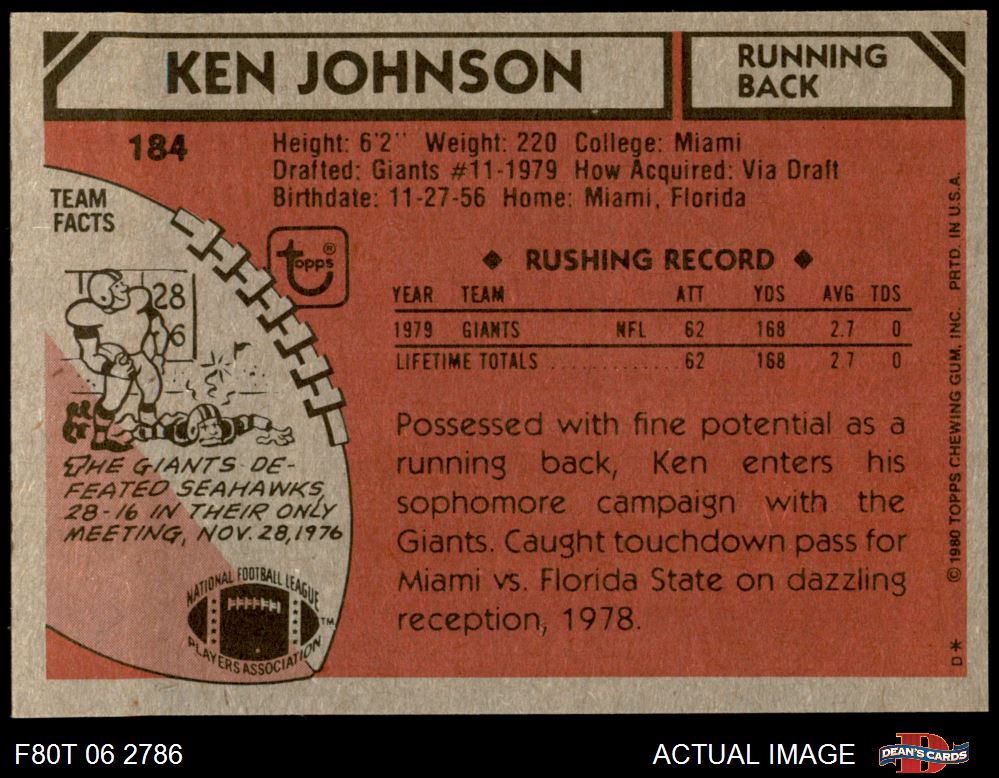 KEN JOHNSON
RUNNING
BACK
184
Height: 6'2" Weight: 220 College: Miami
Drafted: Giants #11-1979 How Acquired: Via Draft
Birthdate: 11-27-56 Home: Miami, Florida
TEAM
FACTS
topps®
28
6
THE GIANTS DE-
FEATED SEAHAWKS,
28-16 IN THEIR ONLY
MEETING, NOV. 28, 1976
NATIONAL FOOTBALL LEAGUE
PLAYERS ASSOCIATION
TM
◆ RUSHING RECORD ◆
YEAR TEAM ATT YDS AVG TDS
1979 GIANTS NFL 62 168 2.7 0
LIFETIME TOTALS ............. 62 168 2.7 0
Possessed with fine potential as a
running back, Ken enters his
sophomore campaign with the
Giants. Caught touchdown pass for
Miami vs. Florida State on dazzling
reception, 1978.
D* © 1980 TOPPS CHEWING GUM, INC. PRTD. IN U.S.A.
F80T 06 2786
ACTUAL IMAGE
D
DEAN'S CARDS